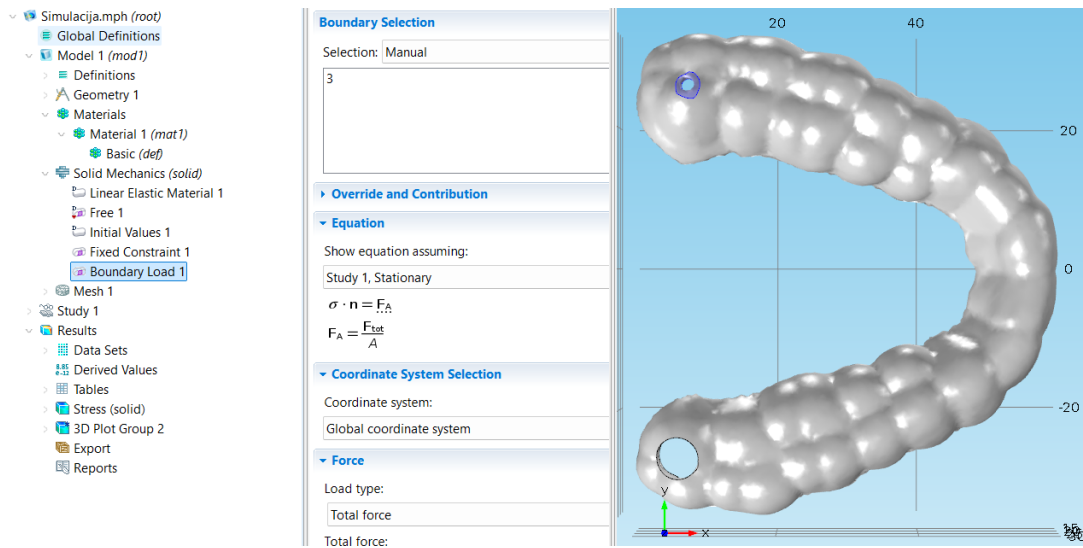 Simulacija.mph (root)
Global Definitions
Model 1 (mod1)
Definitions
Geometry 1
Materials
Material 1 (mat1)
Basic (def)
Solid Mechanics (solid)
Linear Elastic Material 1
Free 1
Initial Values 1
Fixed Constraint 1
Boundary Load 1
Mesh 1
Study 1
Results
Data Sets
Derived Values
Tables
Stress (solid)
3D Plot Group 2
Export
Reports
Boundary Selection
Selection: Manual
3
Override and Contribution
Equation
Show equation assuming:
Study 1, Stationary
σ · n = F_A
F_A = F_tot / A
Coordinate System Selection
Coordinate system:
Global coordinate system
Force
Load type:
Total force
Total force:
20 40
20
0
-20
y
x